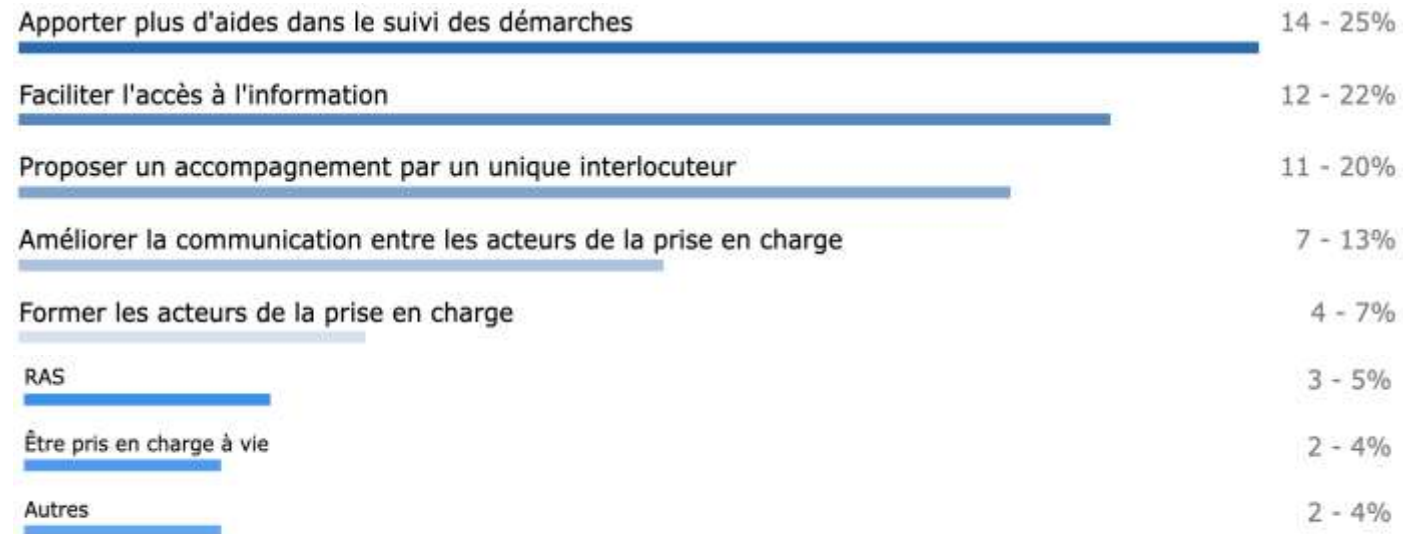 Apporter plus d'aides dans le suivi des démarches 14 - 25%
Faciliter l'accès à l'information 12 - 22%
Proposer un accompagnement par un unique interlocuteur 11 - 20%
Améliorer la communication entre les acteurs de la prise en charge 7 - 13%
Former les acteurs de la prise en charge 4 - 7%
RAS 3 - 5%
Être pris en charge à vie 2 - 4%
Autres 2 - 4%